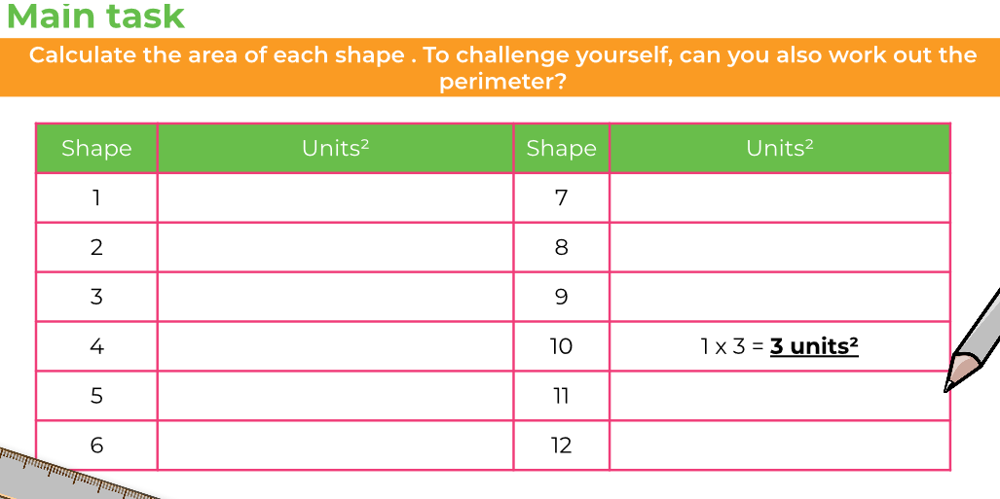 Main task
Calculate the area of each shape . To challenge yourself, can you also work out the
perimeter?
Shape Units² Shape Units²
1 7
2 8
3 9
4 10 1 x 3 = 3 units²
5 11
6 12